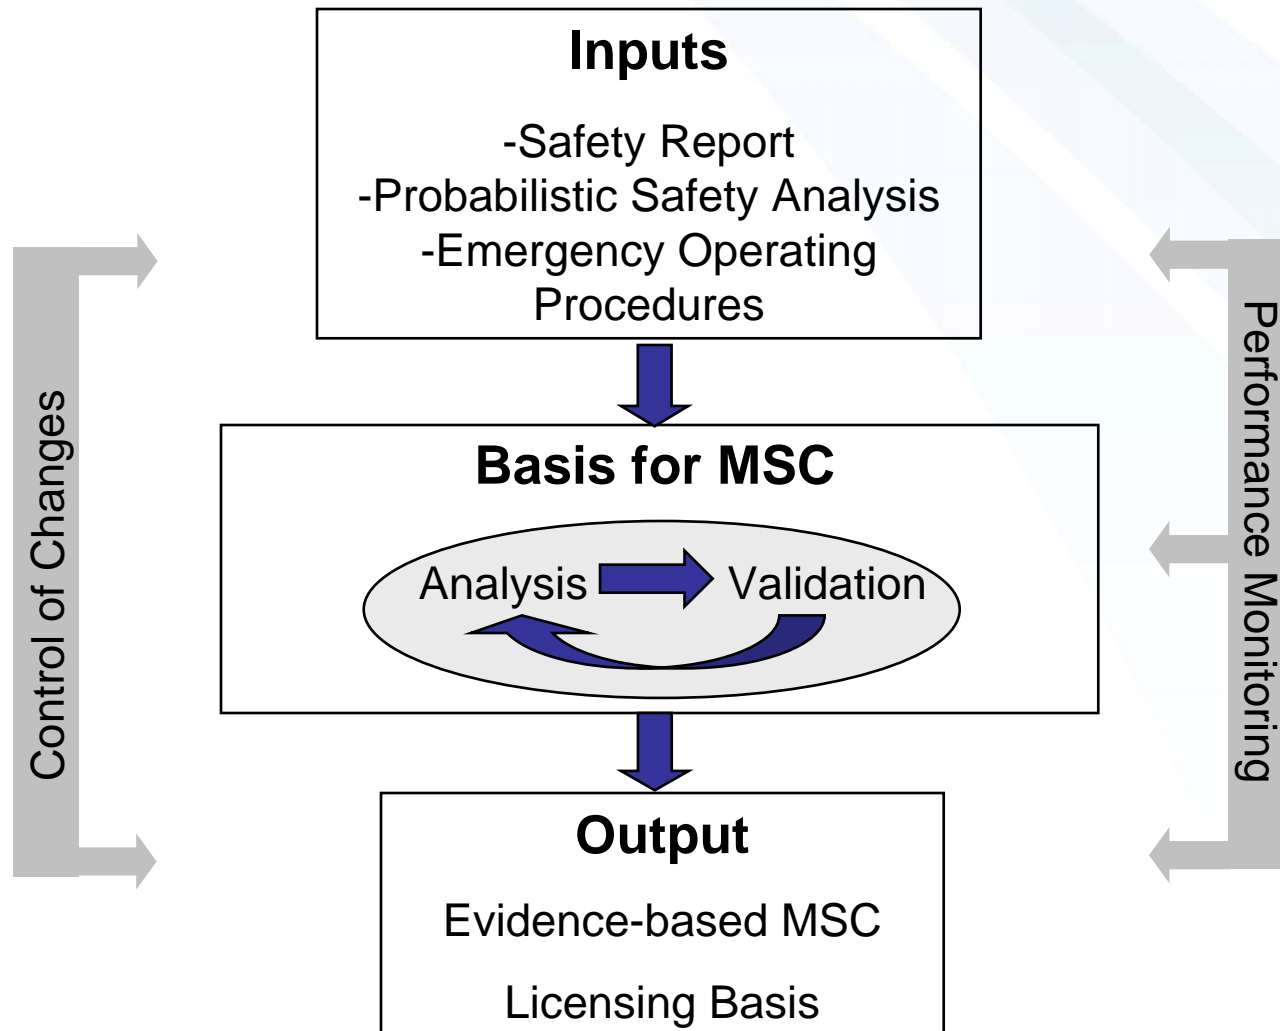 Inputs
-Safety Report
-Probabilistic Safety Analysis
-Emergency Operating
Procedures
Control of Changes
Performance Monitoring
Basis for MSC
Analysis
Validation
Output
Evidence-based MSC
Licensing Basis